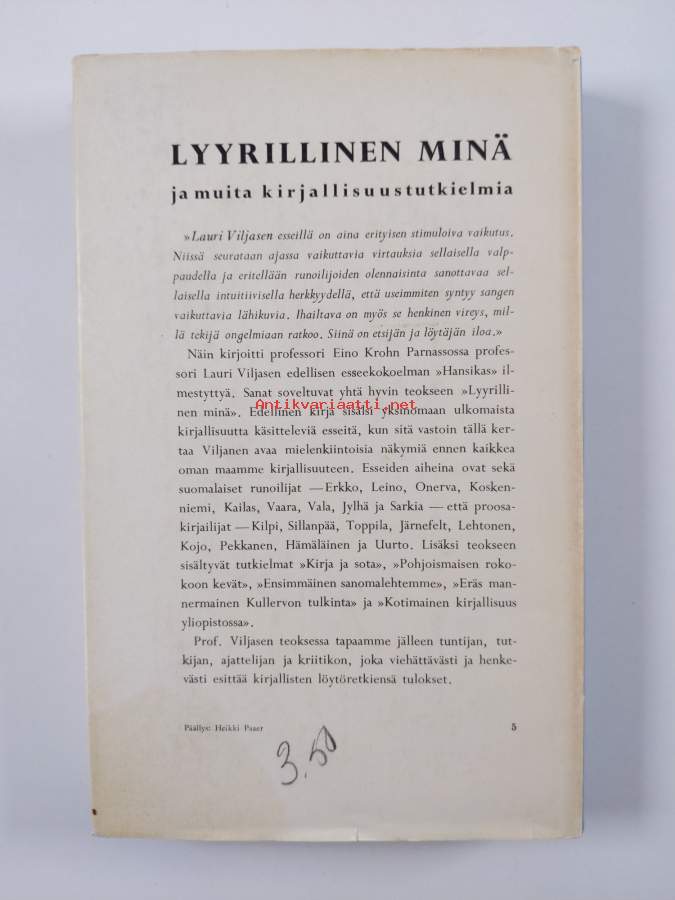 LYYRILLINEN MINÄ
ja muita kirjallisuustutkielmia
»Lauri Viljasen esseillä on aina erityisen stimuloiva vaikutus.
Niissä seurataan ajassa vaikuttavia virtauksia sellaisella valp-
paudella ja eritellään runoilijoiden olennaisinta sanottavaa sel-
laisella intuitiivisella herkkyydellä, että useimmiten syntyy sangen
vaikuttavia lähikuvia. Ihailtava on myös se henkinen vireys, mil-
lä tekijä ongelmiaan ratkoo. Siinä on etsijän ja löytäjän iloa.»
Näin kirjoitti professori Eino Krohn Parnassossa profes-
sori Lauri Viljasen edellisen esseekokoelman »Hansikas» il-
mestyttyä. Sanat soveltuvat yhtä hyvin teokseen »Lyyrilli-
nen minä». Edellinen kirja sisälsi yksinomaan ulkomaista
Antikvariaatti.net
kirjallisuutta käsitteleviä esseitä, kun sitä vastoin tällä ker-
taa Viljanen avaa mielenkiintoisia näkymiä ennen kaikkea
oman maamme kirjallisuuteen. Esseiden aiheina ovat sekä
suomalaiset runoilijat — Erkko, Leino, Onerva, Kosken-
niemi, Kailas, Vaara, Vala, Jylhä ja Sarkia — että proosa-
kirjailijat — Kilpi, Sillanpää, Toppila, Järnefelt, Lehtonen,
Kojo, Pekkanen, Hämäläinen ja Uurto. Lisäksi teokseen
sisältyvät tutkielmat »Kirja ja sota», »Pohjoismaisen roko-
koon kevät», »Ensimmäinen sanomalehtemme», »Eräs man-
nermainen Kullervon tulkinta» ja »Kotimainen kirjallisuus
yliopistossa».
Prof. Viljasen teoksessa tapaamme jälleen tuntijan, tut-
kijan, ajattelijan ja kriitikon, joka viehättävästi ja henke-
västi esittää kirjallisten löytöretkiensä tulokset.
Päällys: Heikki Paaer 5
3.50